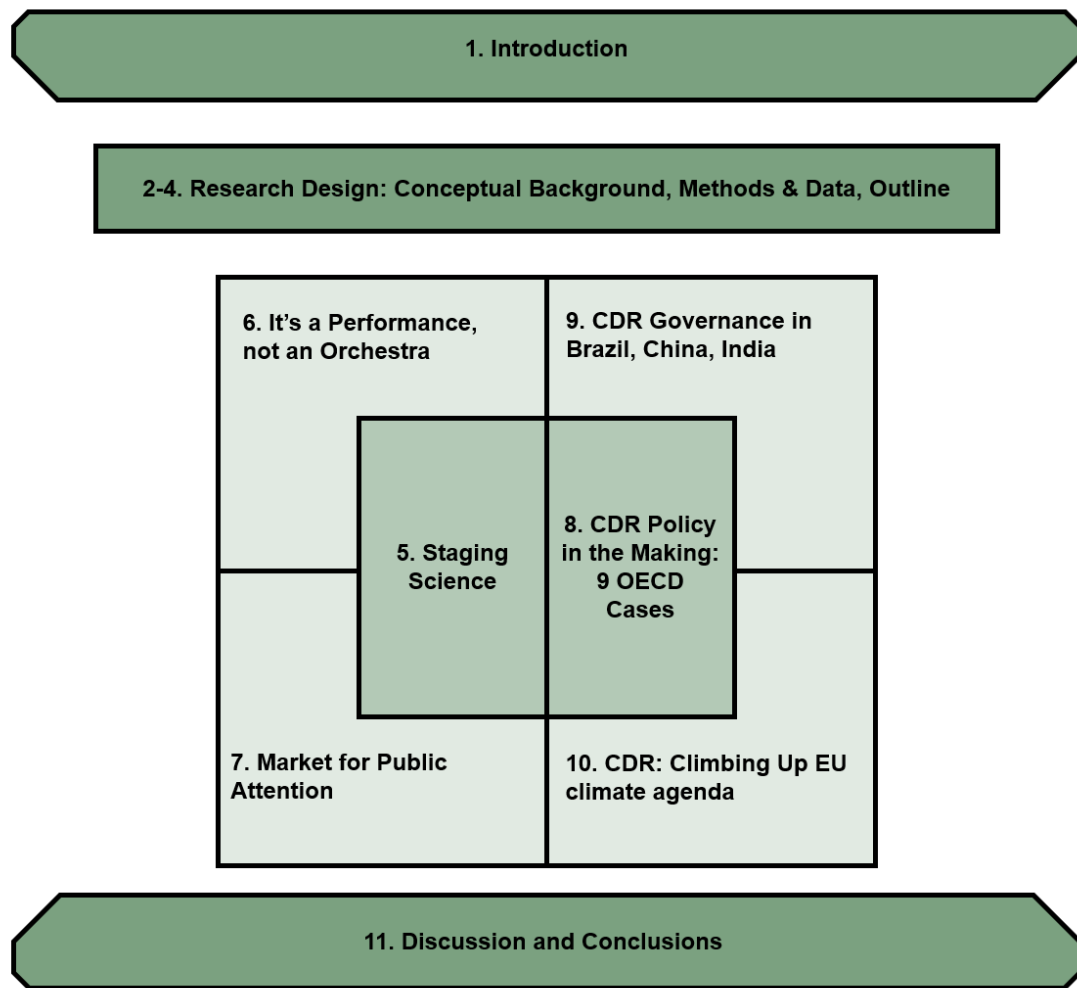 1. Introduction
2-4. Research Design: Conceptual Background, Methods & Data, Outline
6. It’s a Performance,
not an Orchestra
9. CDR Governance in
Brazil, China, India
5. Staging
Science
8. CDR Policy
in the Making:
9 OECD
Cases
7. Market for Public
Attention
10. CDR: Climbing Up EU
climate agenda
11. Discussion and Conclusions